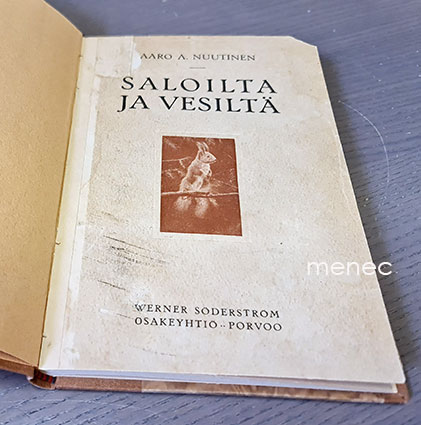 AARO A. NUUTINEN
SALOILTA
JA VESILTÄ
menec
WERNER SÖDERSTRÖM
OSAKEYHTIÖ · PORVOO